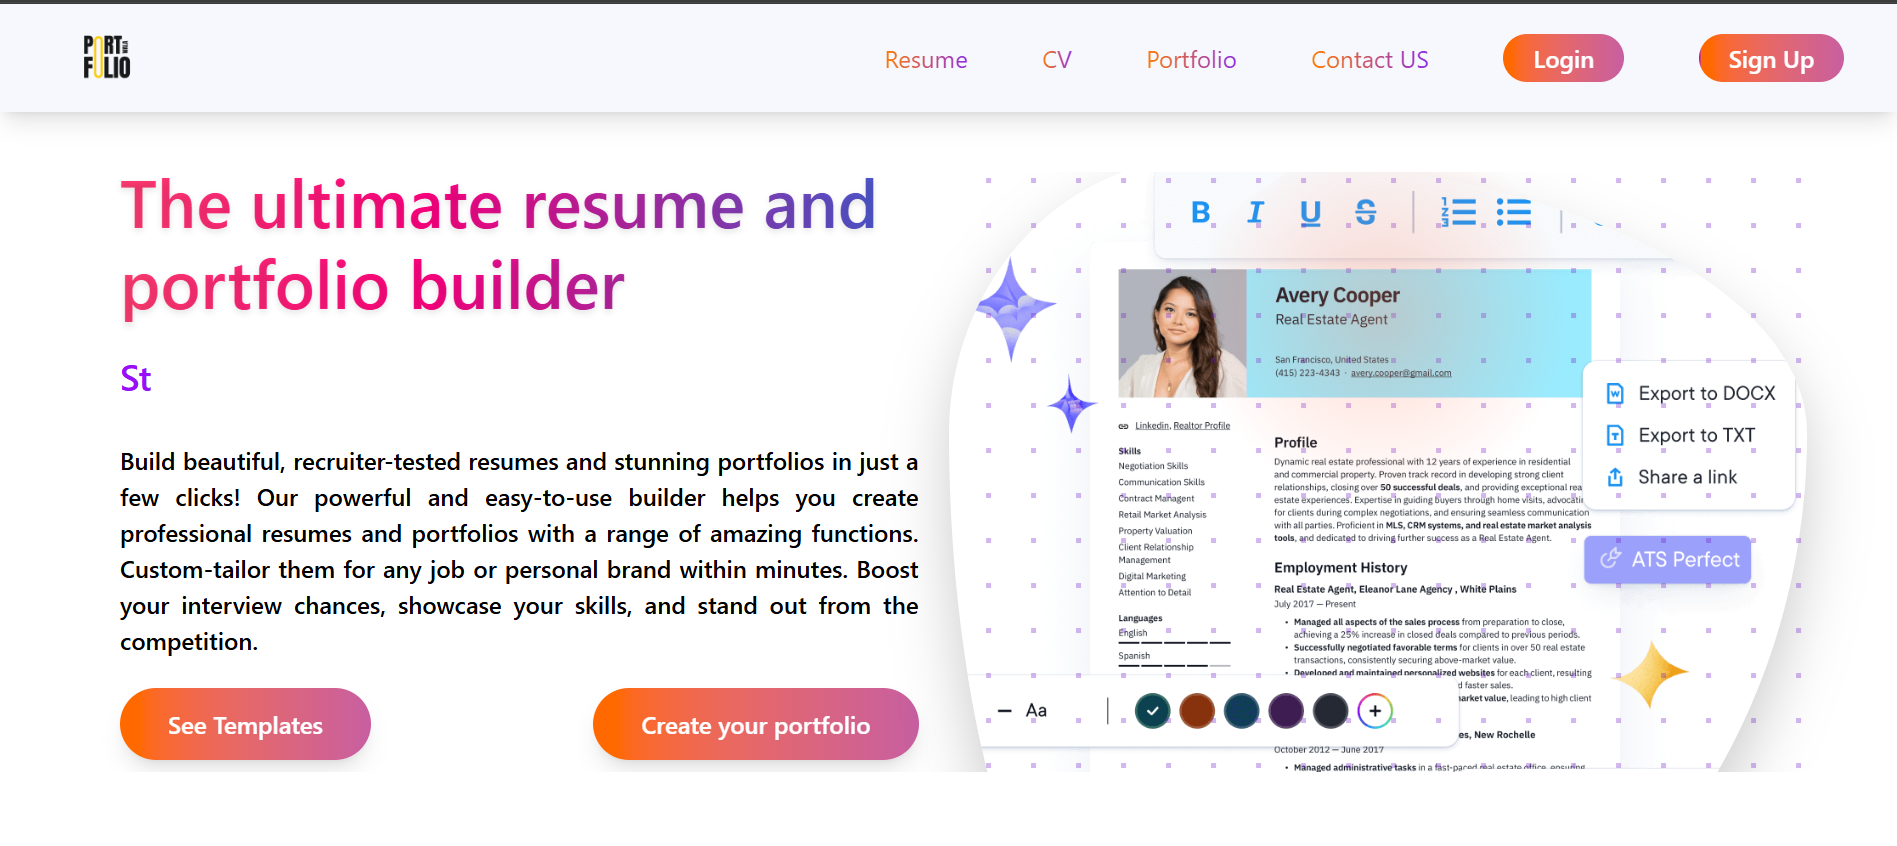 PORT
WALA
FOLIO
Resume
CV
Portfolio
Contact US
Login
Sign Up
The ultimate resume and
portfolio builder
St
Build beautiful, recruiter-tested resumes and stunning portfolios in just a
few clicks! Our powerful and easy-to-use builder helps you create
professional resumes and portfolios with a range of amazing functions.
Custom-tailor them for any job or personal brand within minutes. Boost
your interview chances, showcase your skills, and stand out from the
competition.
See Templates
Create your portfolio
B I U S
1
2
3
Avery Cooper
Real Estate Agent
San Francisco, United States
(415) 223-4343 · avery.cooper@gmail.com
Linkedin, Realtor Profile
Skills
Negotiation Skills
Communication Skills
Contract Managent
Retail Market Analysis
Property Valuation
Client Relationship
Management
Digital Marketing
Attention to Detail
Languages
English
Spanish
Profile
Dynamic real estate professional with 12 years of experience in residential
and commercial property. Proven track record in developing strong client
relationships, closing over 50 successful deals, and providing exceptional rea
estate experiences. Expertise in guiding buyers through home visits, advocatin
for clients during complex negotiations, and ensuring seamless communication
with all parties. Proficient in MLS, CRM systems, and real estate market analysis
tools, and dedicated to driving further success as a Real Estate Agent.
Employment History
Real Estate Agent, Eleanor Lane Agency , White Plains
July 2017 — Present
• Managed all aspects of the sales process from preparation to close,
achieving a 25% increase in closed deals compared to previous periods.
• Successfully negotiated favorable terms for clients in over 50 real estate
transactions, consistently securing above-market value.
• Developed and maintained personalized websites for each client, resulting
d faster sales.
market value, leading to high client
es, New Rochelle
October 2012 — June 2017
• Managed administrative tasks in a fast-paced real estate office, ensuring
Export to DOCX
Export to TXT
Share a link
ATS Perfect
— Aa